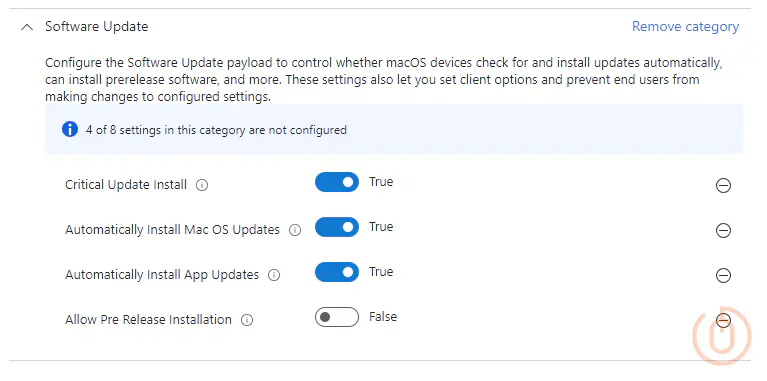 Software Update
Remove category
Configure the Software Update payload to control whether macOS devices check for and install updates automatically,
can install prerelease software, and more. These settings also let you set client options and prevent end users from
making changes to configured settings.
4 of 8 settings in this category are not configured
Critical Update Install
True
Automatically Install Mac OS Updates
True
Automatically Install App Updates
True
Allow Pre Release Installation
False